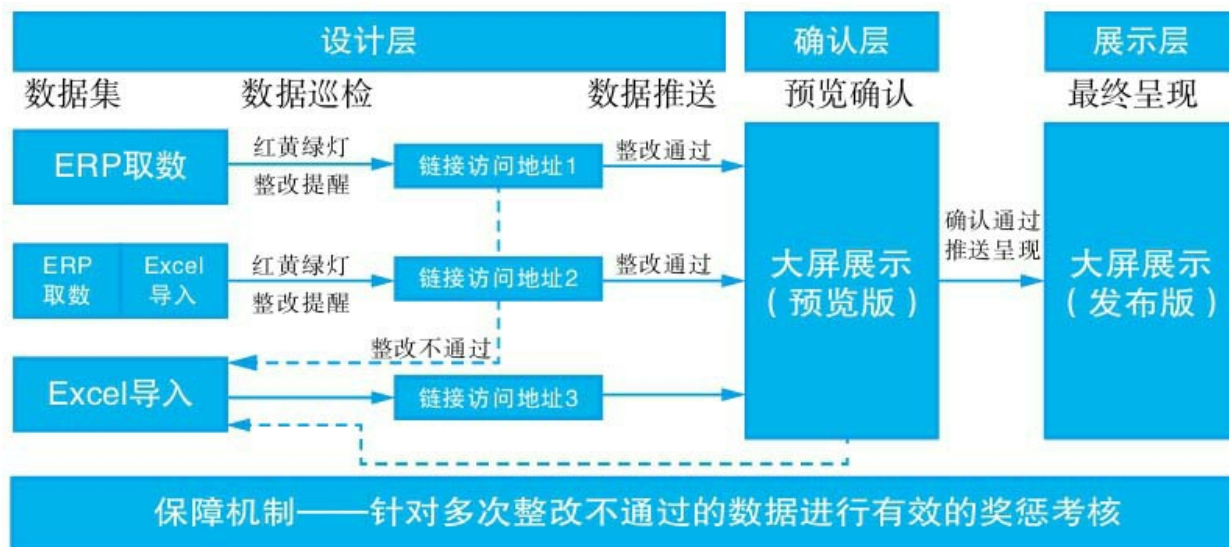 设计层
确认层
展示层
数据集
数据巡检
数据推送
预览确认
最终呈现
ERP取数
红黄绿灯
整改提醒
链接访问地址1
整改通过
ERP
取数
Excel
导入
红黄绿灯
整改提醒
链接访问地址2
整改通过
整改不通过
Excel导入
链接访问地址3
大屏展示
（预览版）
确认通过
推送呈现
大屏展示
（发布版）
保障机制——针对多次整改不通过的数据进行有效的奖惩考核